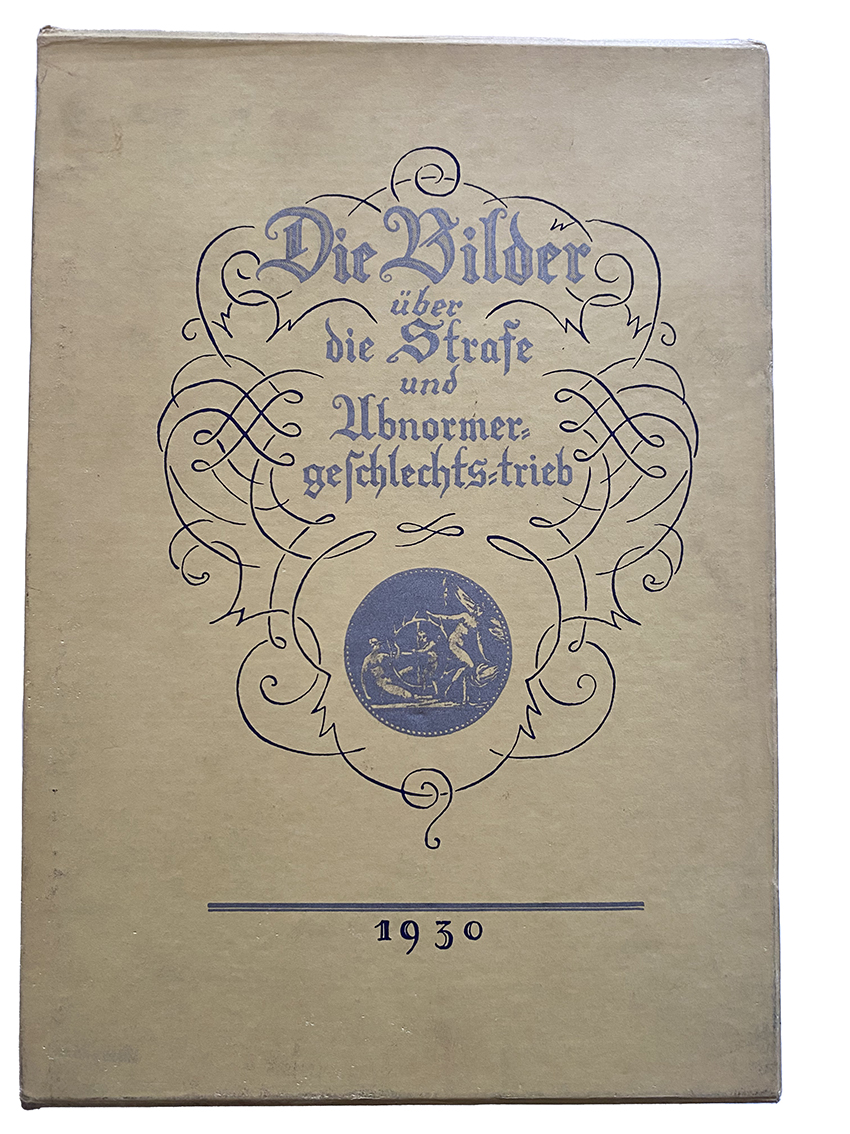 Die Bilder
über
die Strafe
und
Abnormer-
geschlechts-trieb
1930